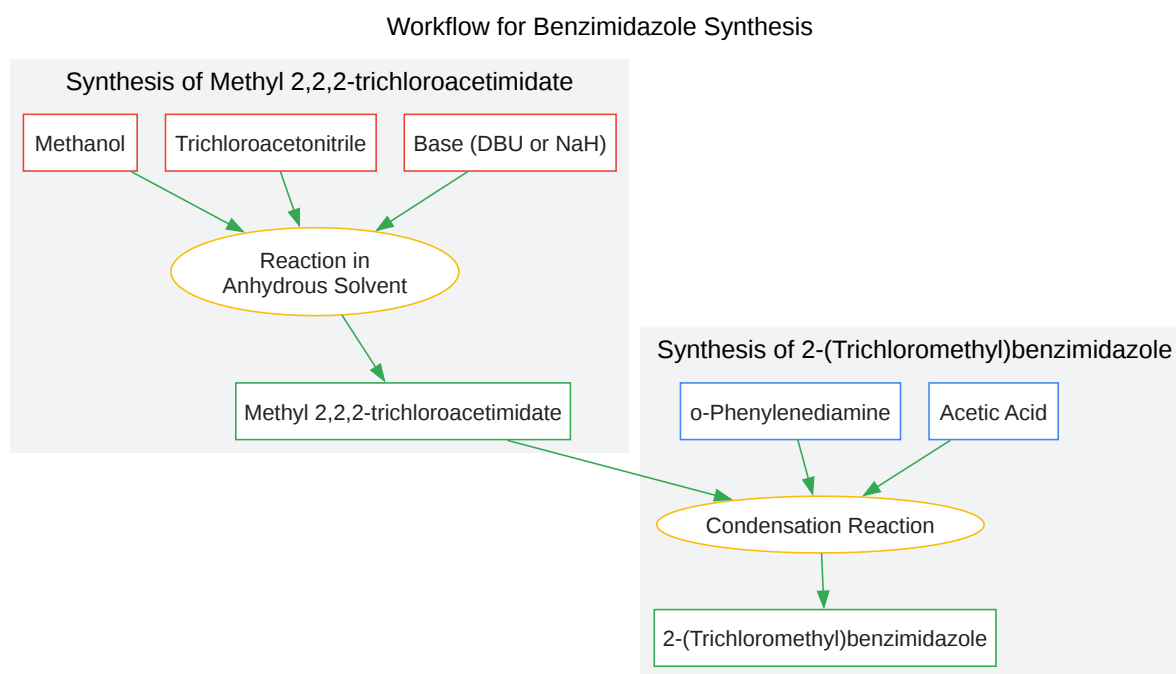 Workflow for Benzimidazole Synthesis
Synthesis of Methyl 2,2,2-trichloroacetimidate
Methanol
Trichloroacetonitrile
Base (DBU or NaH)
Reaction in
Anhydrous Solvent
Methyl 2,2,2-trichloroacetimidate
Synthesis of 2-(Trichloromethyl)benzimidazole
o-Phenylenediamine
Acetic Acid
Condensation Reaction
2-(Trichloromethyl)benzimidazole